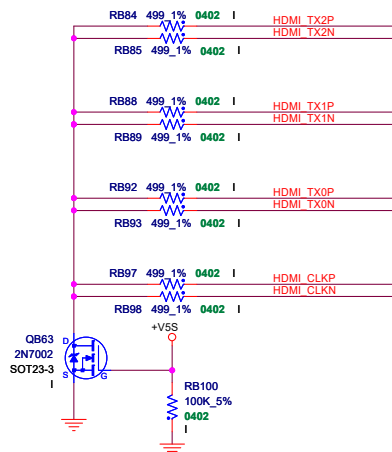 RB84 499_1% 0402 I
HDMI_TX2P
HDMI_TX2N
RB85 499_1% 0402 I
RB88 499_1% 0402 I
HDMI_TX1P
HDMI_TX1N
RB89 499_1% 0402 I
RB92 499_1% 0402 I
HDMI_TX0P
HDMI_TX0N
RB93 499_1% 0402 I
RB97 499_1% 0402 I
HDMI_CLKP
HDMI_CLKN
RB98 499_1% 0402 I
+V5S
QB63
2N7002
SOT23-3
I
D
S
G
RB100
100K_5%
0402
I